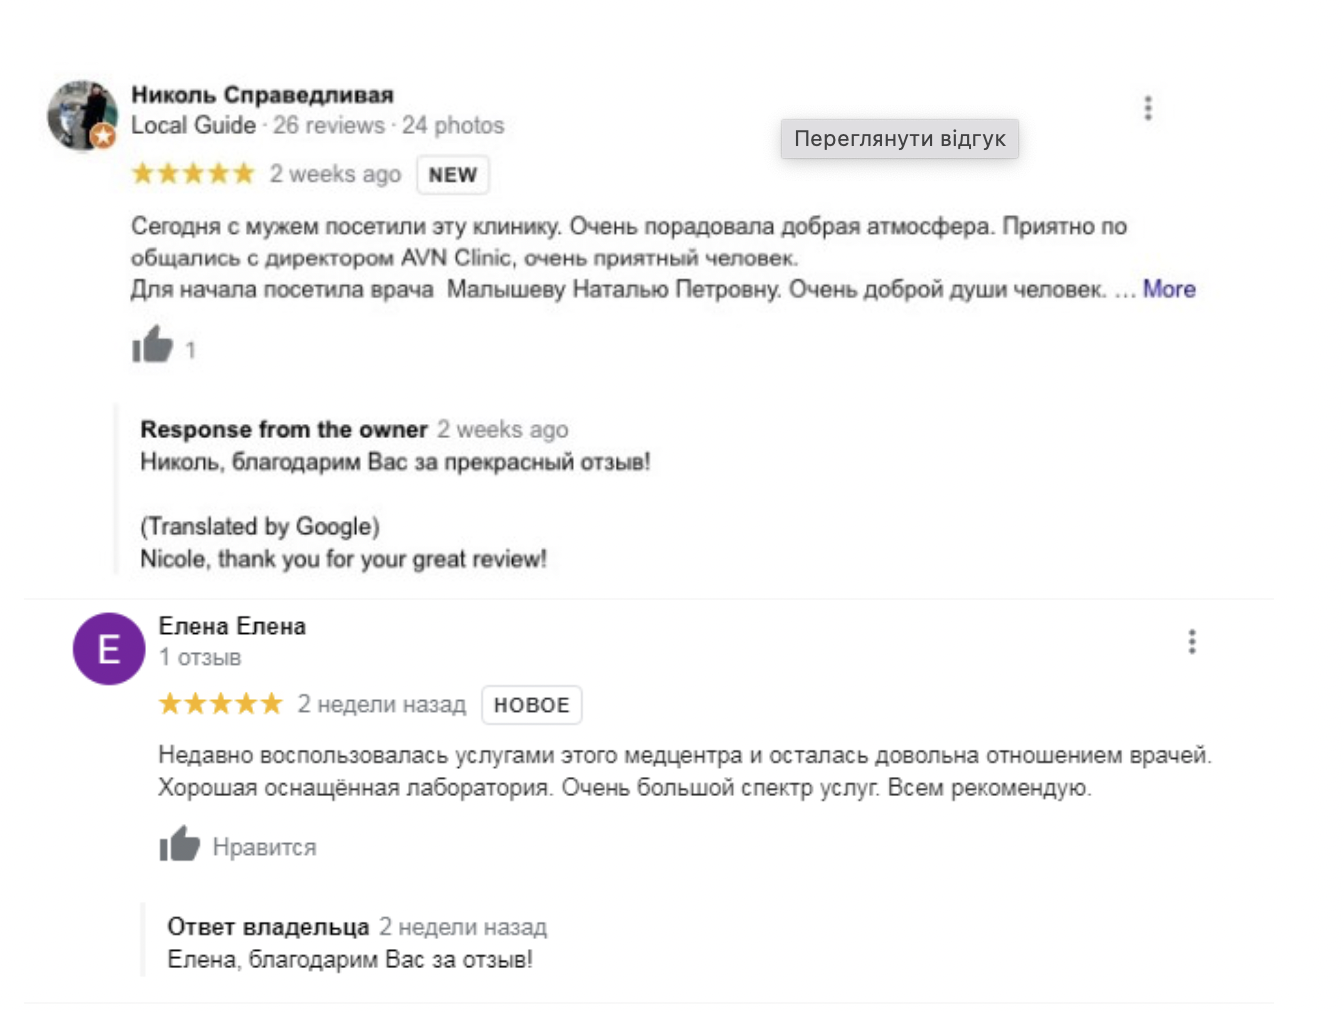 Николь Справедливая
Local Guide · 26 reviews · 24 photos
Переглянути відгук
2 weeks ago NEW
Сегодня с мужем посетили эту клинику. Очень порадовала добрая атмосфера. Приятно по
общались с директором AVN Clinic, очень приятный человек.
Для начала посетила врача Малышеву Наталью Петровну. Очень доброй души человек. ... More
1
Response from the owner 2 weeks ago
Николь, благодарим Вас за прекрасный отзыв!
(Translated by Google)
Nicole, thank you for your great review!
E
Елена Елена
1 отзыв
2 недели назад НОВОЕ
Недавно воспользовалась услугами этого медцентра и осталась довольна отношением врачей.
Хорошая оснащённая лаборатория. Очень большой спектр услуг. Всем рекомендую.
Нравится
Ответ владельца 2 недели назад
Елена, благодарим Вас за отзыв!